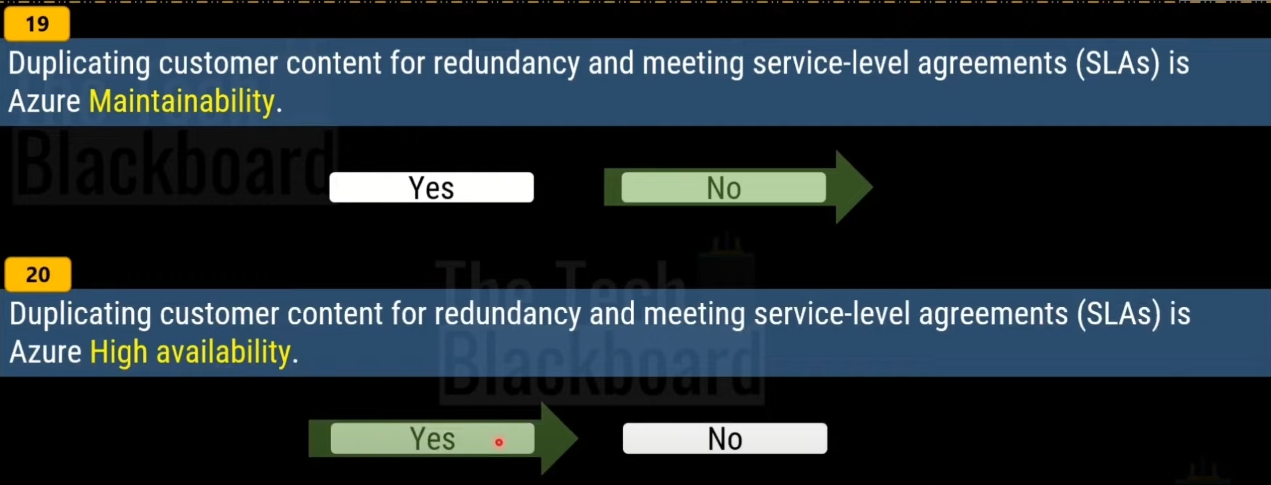 19
Duplicating customer content for redundancy and meeting service-level agreements (SLAs) is
Azure Maintainability.
Blackboard
Yes
No
20
The Tech
Duplicating customer content for redundancy and meeting service-level agreements (SLAs) is
Azure High availability.
Blackboard
Yes
No